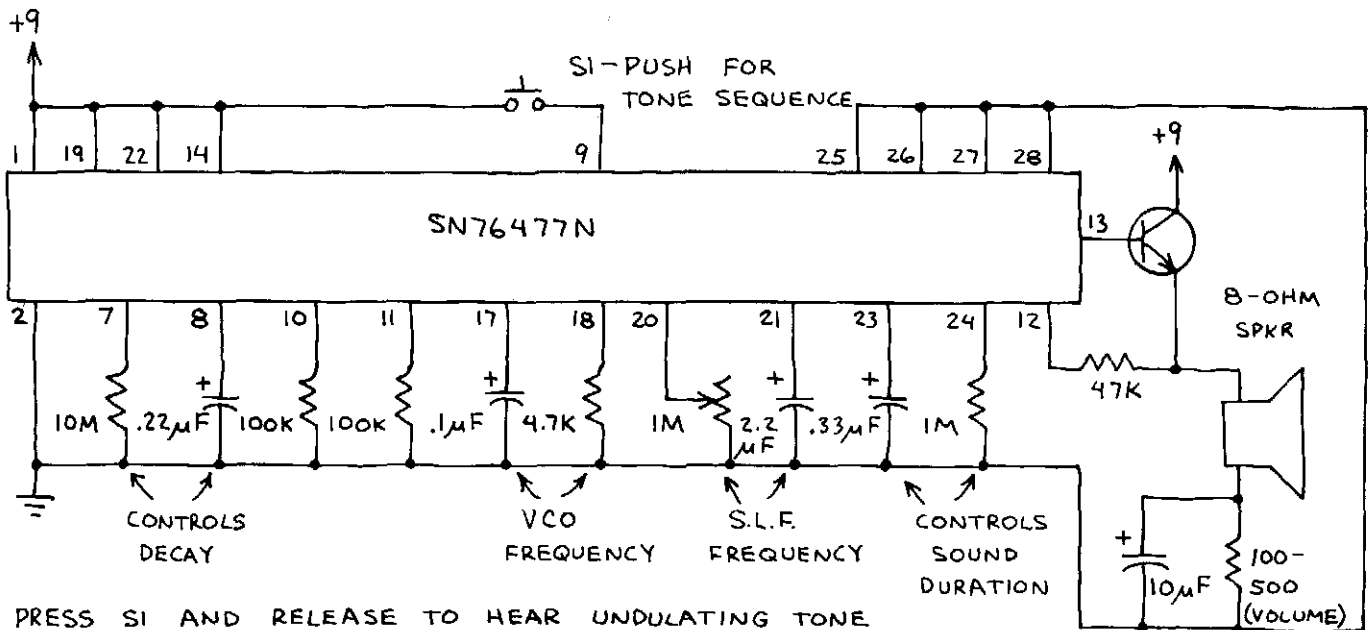 +9
S1-PUSH FOR
TONE SEQUENCE
+9
1 19 22 14 9 25 26 27 28
SN76477N
13
2 7 8 10 11 17 18 20 21 23 24 12
8-OHM
SPKR
47K
+ + + +
10M .22µF 100K 100K .1µF 4.7K 1M 2.2 µF .33µF 1M
CONTROLS
DECAY
VCO
FREQUENCY
S.L.F.
FREQUENCY
CONTROLS
SOUND
DURATION
+
10µF
100-
500
(VOLUME)
PRESS S1 AND RELEASE TO HEAR UNDULATING TONE